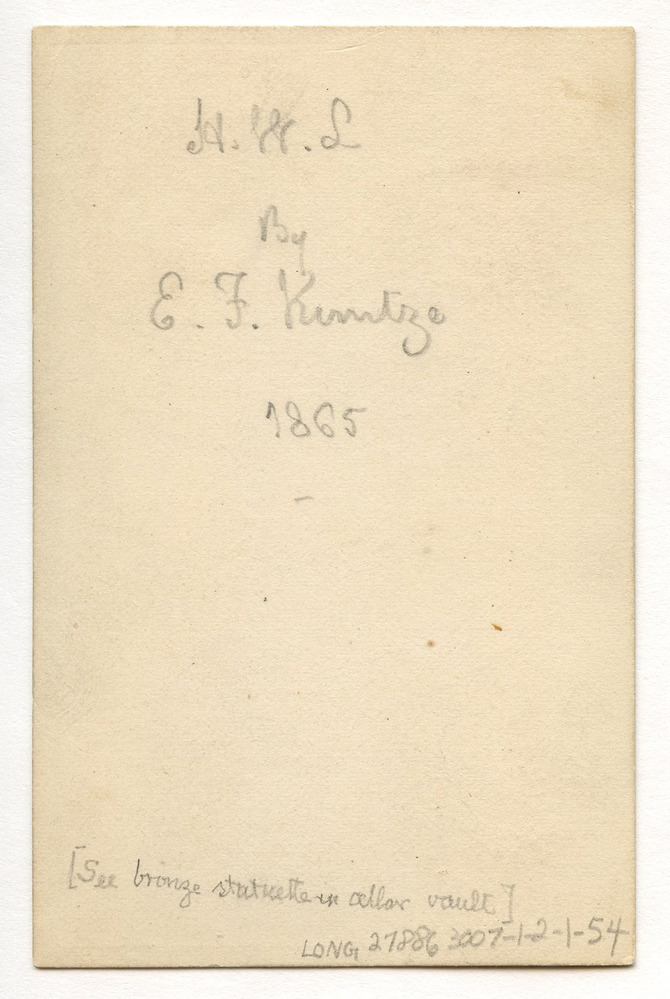 H. W. L
By
E. F. Kuntze
1865
[See bronze statuette in cellar vault]
LONG 27886 3007-1-2-1-54